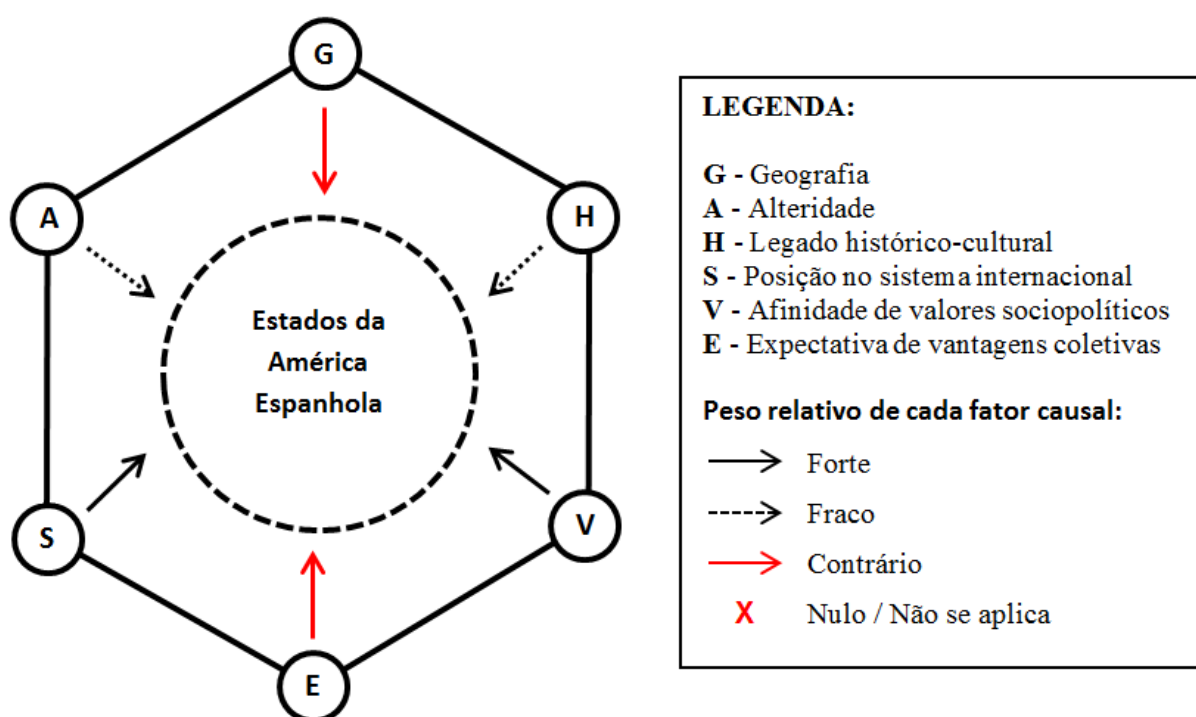 G
A
H
Estados da
América
Espanhola
S
V
E
LEGENDA:
G - Geografia
A - Alteridade
H - Legado histórico-cultural
S - Posição no sistema internacional
V - Afinidade de valores sociopolíticos
E - Expectativa de vantagens coletivas
Peso relativo de cada fator causal:
Forte
Fraco
Contrário
X Nulo / Não se aplica